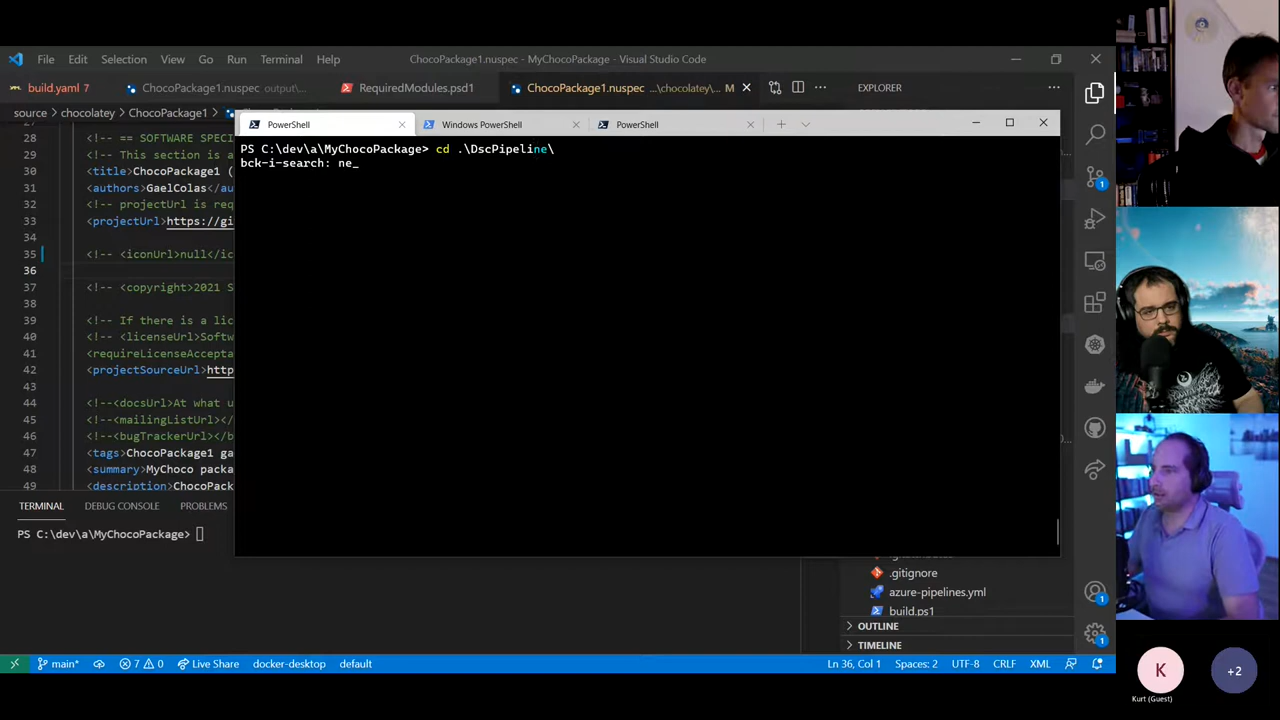 File Edit Selection View Go Run Terminal Help
ChocoPackage1.nuspec - MyChocoPackage - Visual Studio Code
build.yaml 7
ChocoPackage1.nuspec output\...
RequiredModules.psd1
ChocoPackage1.nuspec ...\chocolatey\... M
EXPLORER
source > chocolatey > ChocoPackage1 >
PowerShell
Windows PowerShell
PowerShell
PS C:\dev\a\MyChocoPackage> cd .\DscPipeline\
bck-i-search: ne_
28 <!-- == SOFTWARE SPECI
29 <!-- This section is a
30 <title>ChocoPackage1 (
31 <authors>GaelColas</au
32 <!-- projectUrl is req
33 <projectUrl>https://gi
34
35 <!-- <iconUrl>null</ic
36
37 <!-- <copyright>2021 S
38
39 <!-- If there is a lic
40 <!-- <licenseUrl>Softw
41 <requireLicenseAccepta
42 <projectSourceUrl>http
43
44 <!--<docsUrl>At what u
45 <!--<mailingListUrl></
46 <!--<bugTrackerUrl></b
47 <tags>ChocoPackage1 ga
48 <summary>MyChoco packa
49 <description>ChocoPack
TERMINAL DEBUG CONSOLE PROBLEMS
PS C:\dev\a\MyChocoPackage>
.gitignore
azure-pipelines.yml
build.ps1
OUTLINE
TIMELINE
1
1
1
main* 7 0 Live Share docker-desktop default
Ln 36, Col 1 Spaces: 2 UTF-8 CRLF XML
K
Kurt (Guest)
+2